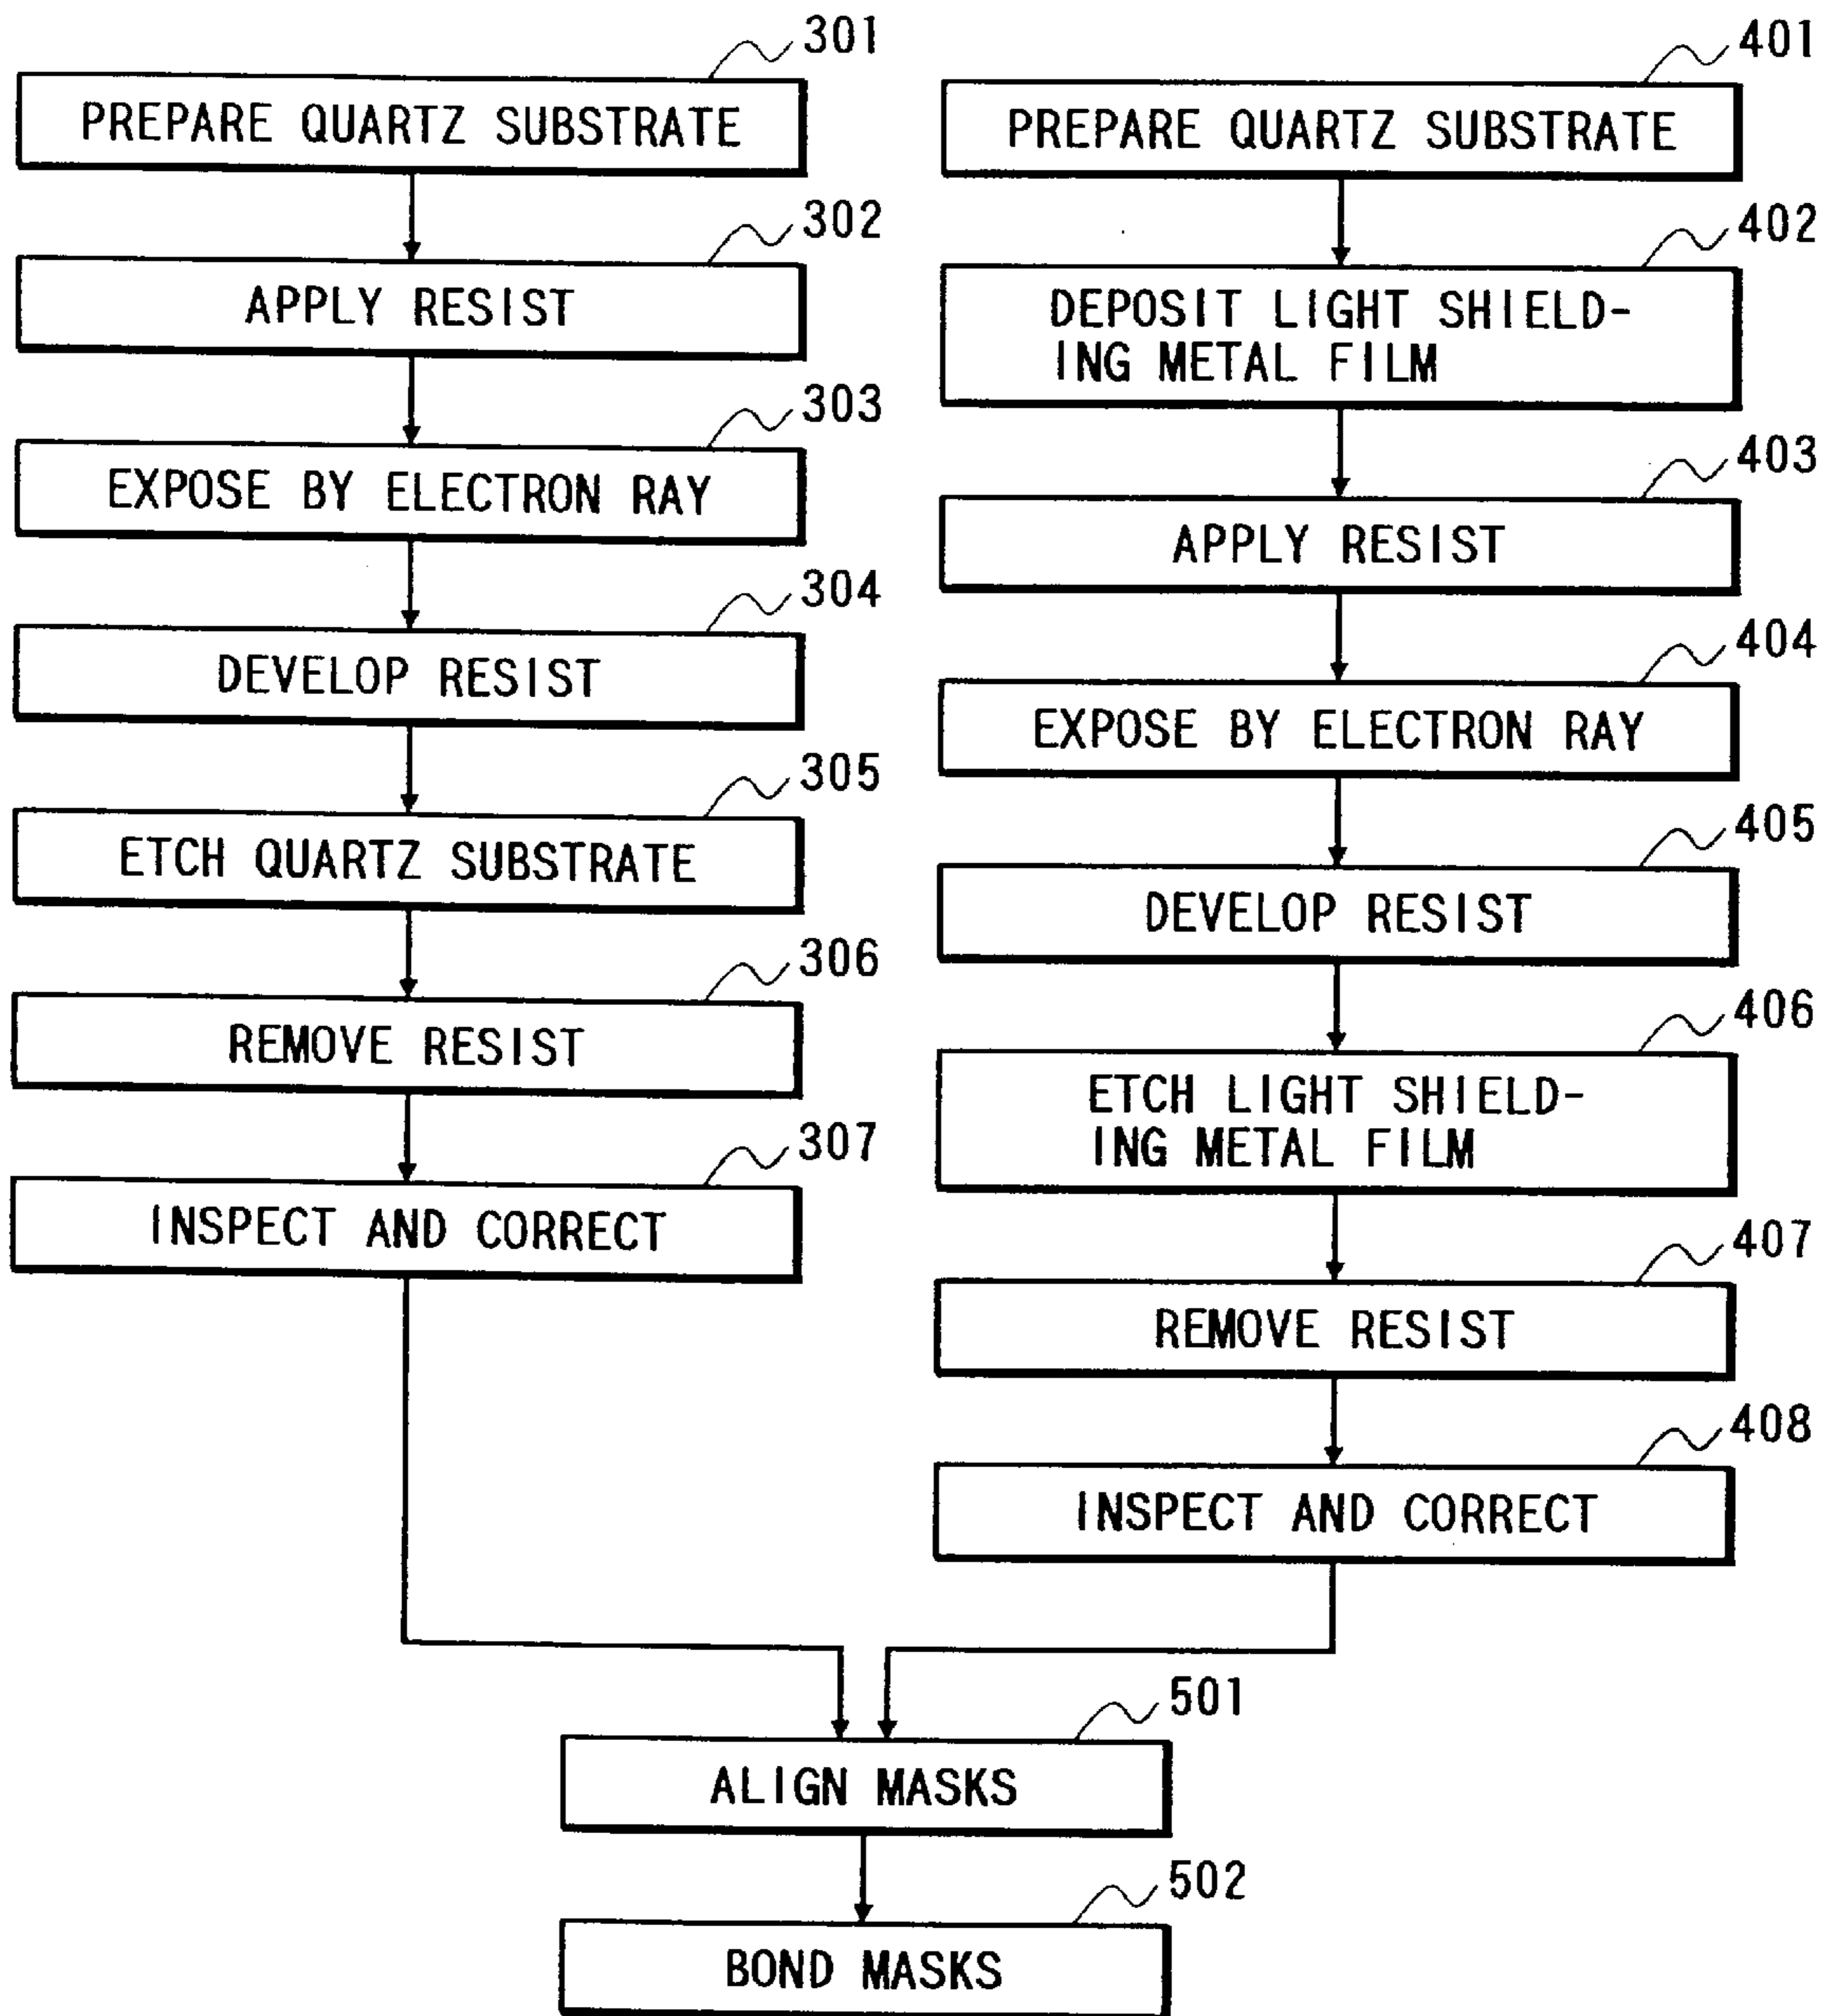 301
PREPARE QUARTZ SUBSTRATE
302
APPLY RESIST
303
EXPOSE BY ELECTRON RAY
304
DEVELOP RESIST
305
ETCH QUARTZ SUBSTRATE
306
REMOVE RESIST
307
INSPECT AND CORRECT
401
PREPARE QUARTZ SUBSTRATE
402
DEPOSIT LIGHT SHIELD-
ING METAL FILM
403
APPLY RESIST
404
EXPOSE BY ELECTRON RAY
405
DEVELOP RESIST
406
ETCH LIGHT SHIELD-
ING METAL FILM
407
REMOVE RESIST
408
INSPECT AND CORRECT
501
ALIGN MASKS
502
BOND MASKS